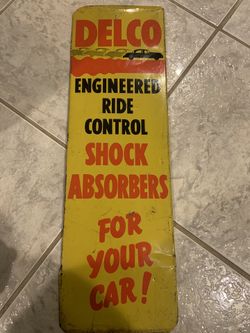 DELCO
ENGINEERED
RIDE
CONTROL
SHOCK
ABSORBERS
FOR
YOUR
CAR!